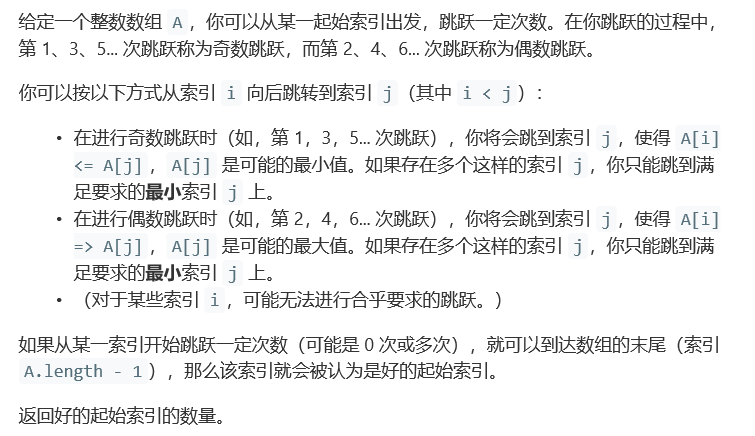 给定一个整数数组 A，你可以从某一起始索引出发，跳跃一定次数。在你跳跃的过程中，
第 1、3、5... 次跳跃称为奇数跳跃，而第 2、4、6... 次跳跃称为偶数跳跃。
你可以按以下方式从索引 i 向后跳转到索引 j（其中 i < j）：
• 在进行奇数跳跃时（如，第 1，3，5... 次跳跃），你将会跳到索引 j，使得 A[i]
<= A[j]，A[j] 是可能的最小值。如果存在多个这样的索引 j，你只能跳到满
足要求的最小索引 j 上。
• 在进行偶数跳跃时（如，第 2，4，6... 次跳跃），你将会跳到索引 j，使得 A[i]
=> A[j]，A[j] 是可能的最大值。如果存在多个这样的索引 j，你只能跳到满
足要求的最小索引 j 上。
• （对于某些索引 i，可能无法进行合乎要求的跳跃。）
如果从某一索引开始跳跃一定次数（可能是 0 次或多次），就可以到达数组的末尾（索引
A.length - 1），那么该索引就会被认为是好的起始索引。
返回好的起始索引的数量。